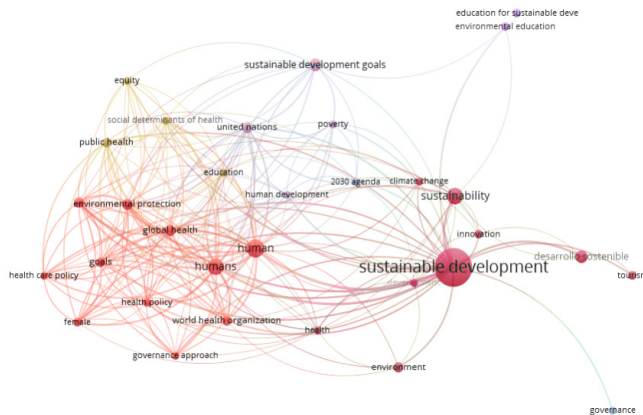 education for sustainable deve
environmental education
sustainable development goals
equity
social determinants of health
united nations
poverty
public health
education
2030 agenda
climate change
human development
sustainability
environmental protection
global health
innovation
human
desarrollo sostenible
goals
humans
sustainable development
health care policy
tourism
health policy
female
world health organization
health
governance approach
environment
governance